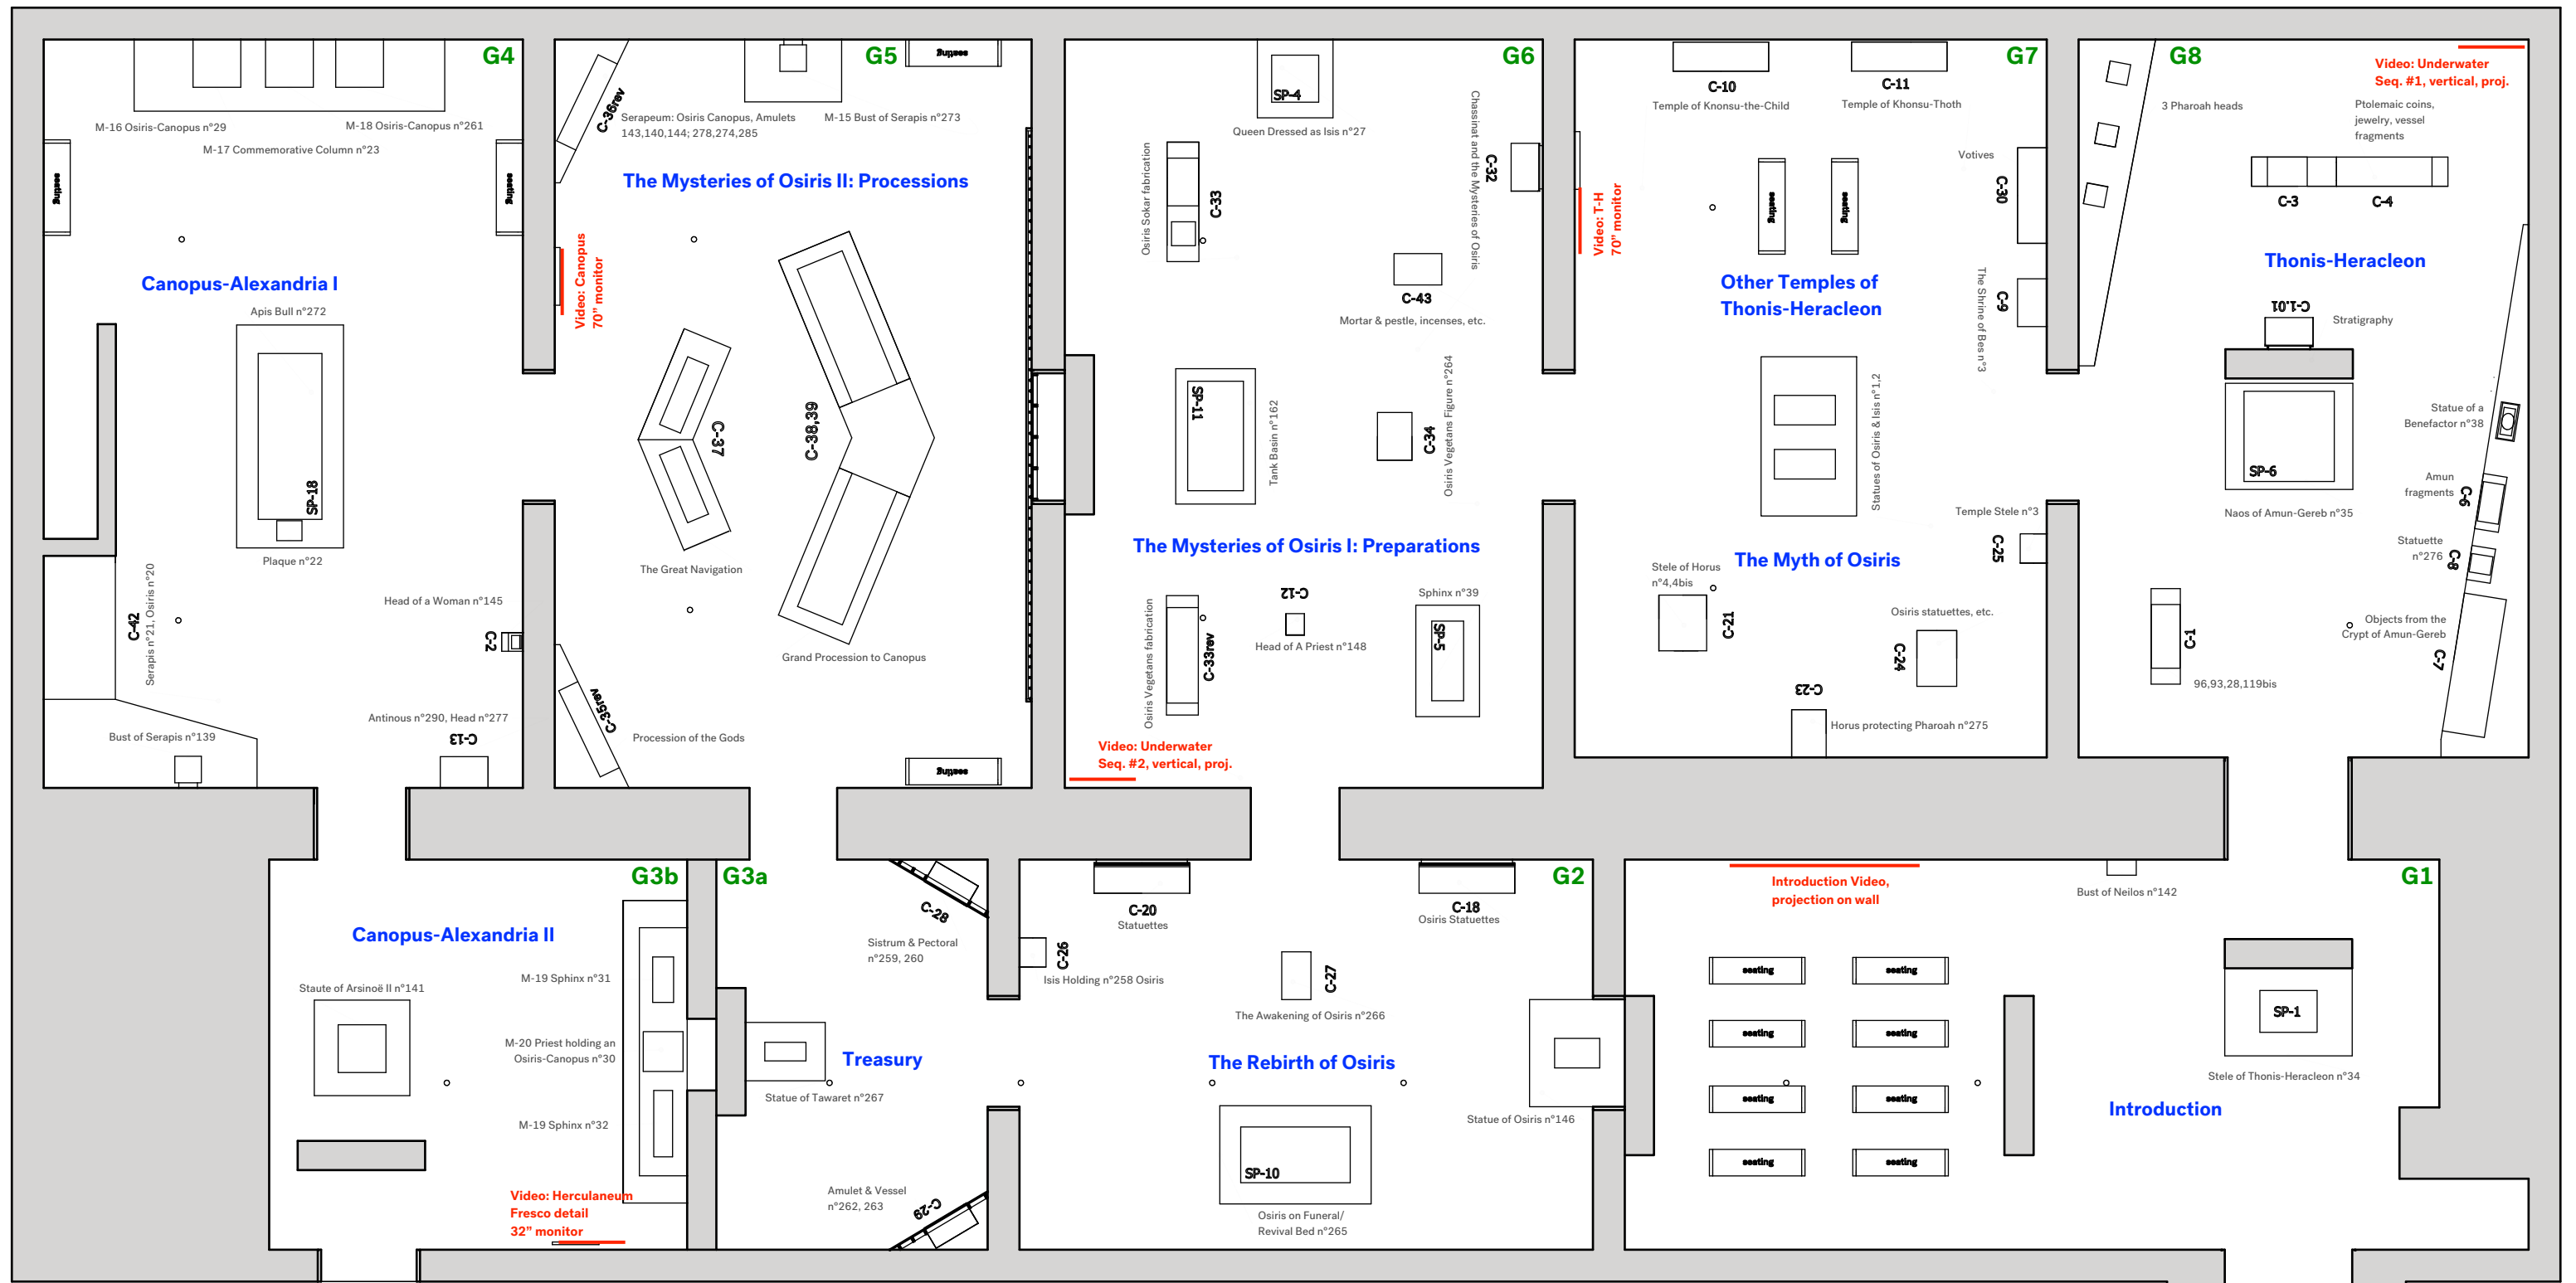 G4
M-16 Osiris-Canopus n°29
M-18 Osiris-Canopus n°261
M-17 Commemorative Column n°23
seating
seating
Canopus-Alexandria I
Apis Bull n°272
SP-18
Plaque n°22
C-42
Serapis n°21, Osiris n°20
Head of a Woman n°145
C-2
Antinous n°290, Head n°277
C-13
Bust of Serapis n°139
G5
seating
C-36rev
Serapeum: Osiris Canopus, Amulets
143,140,144; 278,274,285
M-15 Bust of Serapis n°273
The Mysteries of Osiris II: Processions
Video: Canopus
70" monitor
C-37
C-38,39
The Great Navigation
Grand Procession to Canopus
C-35rev
Procession of the Gods
seating
G6
SP-4
Queen Dressed as Isis n°27
Osiris Sokar fabrication
C-33
Chassinat and the Mysteries of Osiris
C-32
C-43
Mortar & pestle, incenses, etc.
SP-11
Tank Basin n°162
C-34
Osiris Vegetans Figure n°264
The Mysteries of Osiris I: Preparations
Osiris Vegetans fabrication
C-33rev
C-12
Head of A Priest n°148
Sphinx n°39
SP-5
Video: Underwater
Seq. #2, vertical, proj.
G7
C-10
Temple of Knonsu-the-Child
C-11
Temple of Khonsu-Thoth
Video: T-H
70" monitor
seating
seating
Votives
C-30
The Shrine of Bes n°3
C-9
Other Temples of
Thonis-Heracleon
Statues of Osiris & Isis n°1,2
Temple Stele n°3
C-25
The Myth of Osiris
Stele of Horus
n°4,4bis
C-21
Osiris statuettes, etc.
C-24
C-23
Horus protecting Pharoah n°275
G8
Video: Underwater
Seq. #1, vertical, proj.
3 Pharoah heads
Ptolemaic coins,
jewelry, vessel
fragments
C-3
C-4
Thonis-Heracleon
C-1.01
Stratigraphy
SP-6
Naos of Amun-Gereb n°35
Statue of a
Benefactor n°38
Amun
fragments
C-6
Statuette
n°276
C-8
Objects from the
Crypt of Amun-Gereb
C-7
C-1
96,93,28,119bis
G3b
Canopus-Alexandria II
Staute of Arsinoë II n°141
M-19 Sphinx n°31
M-20 Priest holding an
Osiris-Canopus n°30
M-19 Sphinx n°32
Video: Herculaneum
Fresco detail
32" monitor
G3a
C-28
Sistrum & Pectoral
n°259, 260
Treasury
Statue of Tawaret n°267
Amulet & Vessel
n°262, 263
C-29
G2
C-20
Statuettes
C-18
Osiris Statuettes
C-26
Isis Holding n°258 Osiris
C-27
The Awakening of Osiris n°266
The Rebirth of Osiris
Statue of Osiris n°146
SP-10
Osiris on Funeral/
Revival Bed n°265
G1
Introduction Video,
projection on wall
Bust of Neilos n°142
seating
seating
seating
seating
seating
seating
seating
seating
SP-1
Stele of Thonis-Heracleon n°34
Introduction